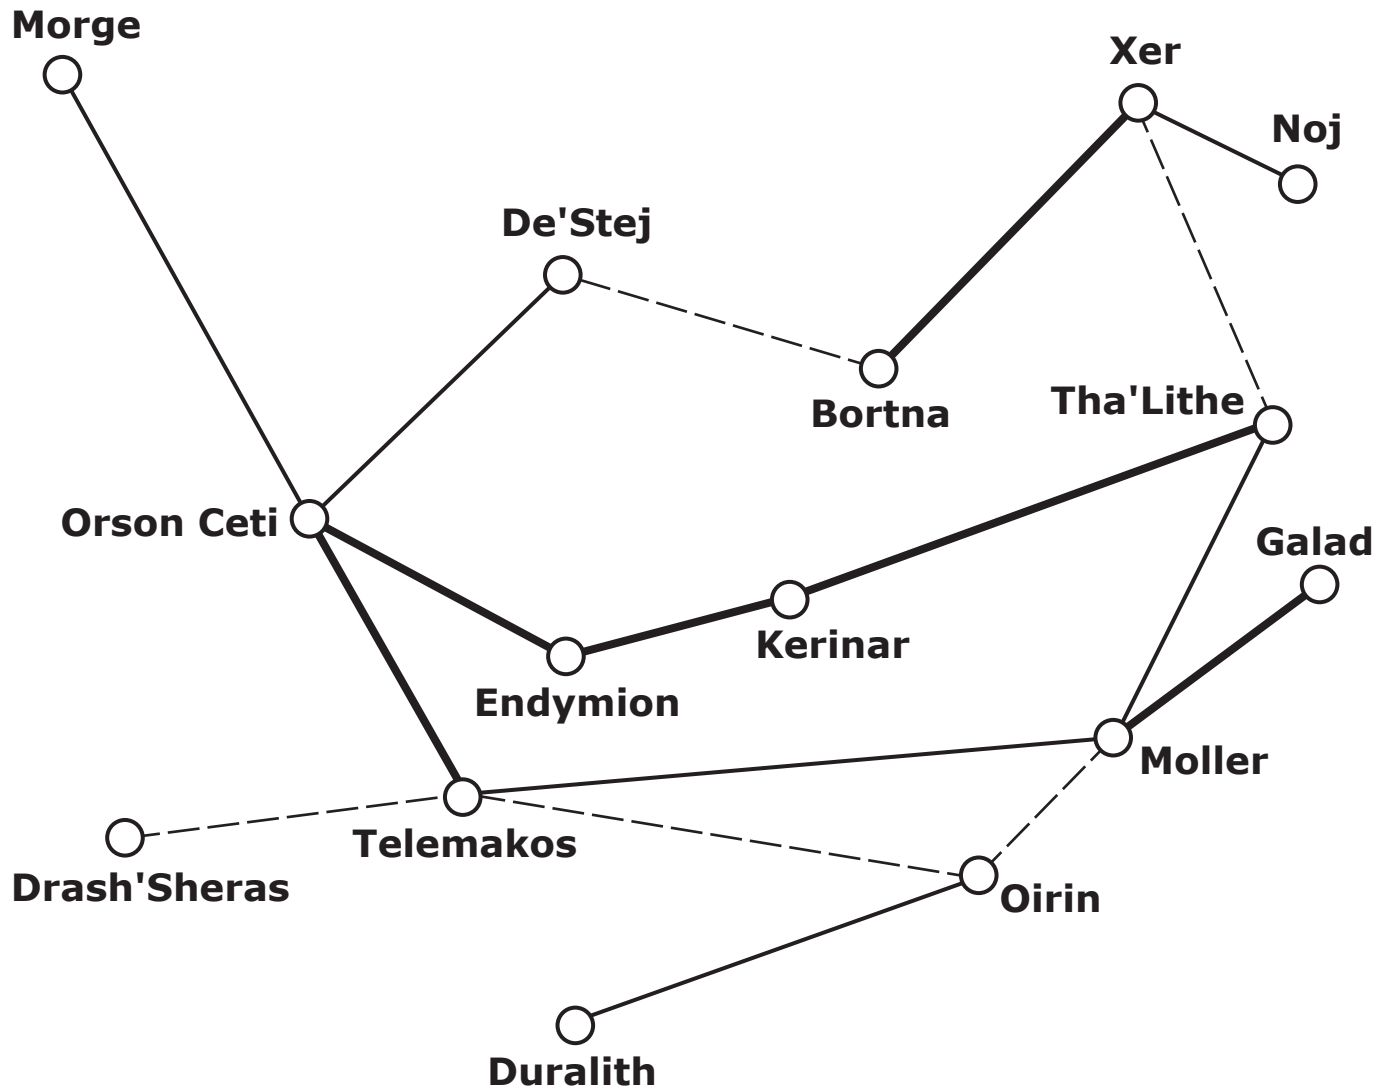 Morge
Xer
Noj
De'Stej
Bortna
Tha'Lithe
Orson Ceti
Galad
Kerinar
Endymion
Moller
Telemakos
Drash'Sheras
Oirin
Duralith